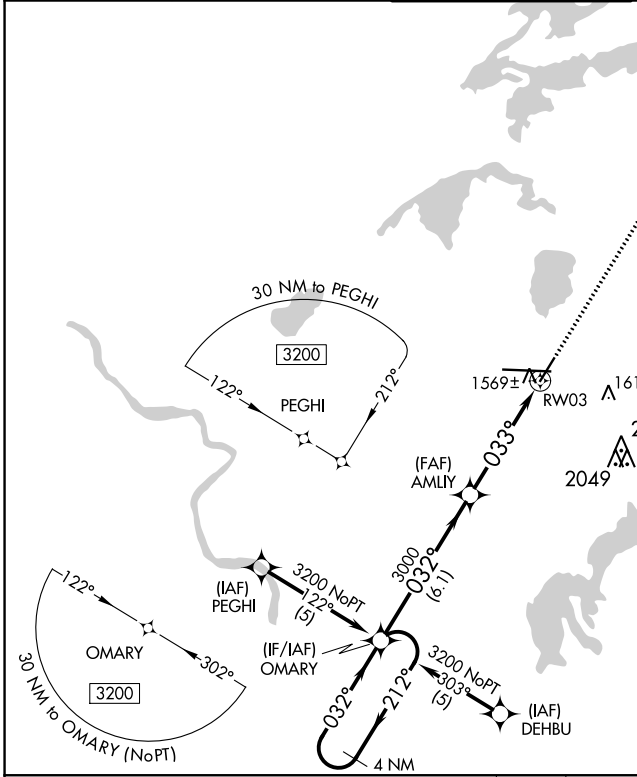 30 NM to PEGHI
3200
122°
212°
PEGHI
1569±
RW03
161
2
2049
033°
(FAF)
AMLIY
3000
032°
(6.1)
3200 NoPT
122°
(5)
(IAF)
PEGHI
122°
OMARY
302°
3200
30 NM to OMARY (NoPT)
(IF/IAF)
OMARY
3200 NoPT
303°
(5)
(IAF)
DEHBU
032°
212°
4 NM